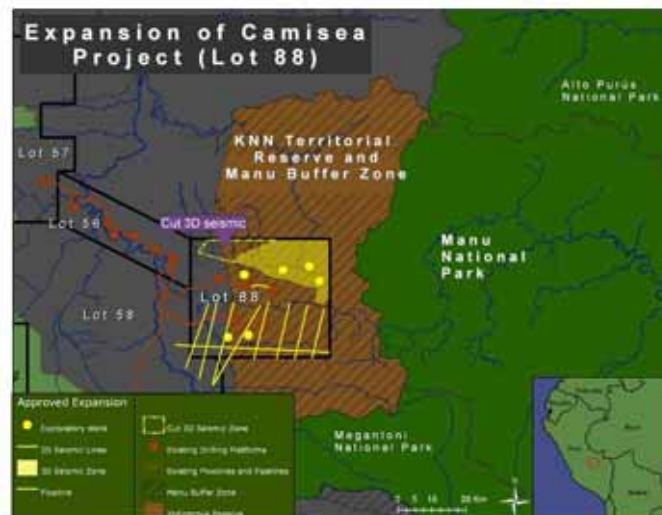 Expansion of Camisea
Project (Lot 88)
Alto Purús
National Park
KNN Territorial
Reserve and
Manu Buffer Zone
Lot 57
Lot 56
Cut 3D seismic
Manu
National
Park
Lot 88
Lot 58
Approved Expansion
Exploratory wells
2D Seismic Lines
3D Seismic Zone
Pipeline
Cut 3D Seismic Zone
Existing Drilling Platforms
Existing Flowlines and Pipelines
Manu Buffer Zone
Indigenous Reserve
Megantoni
National Park
0 5 10 20 Km